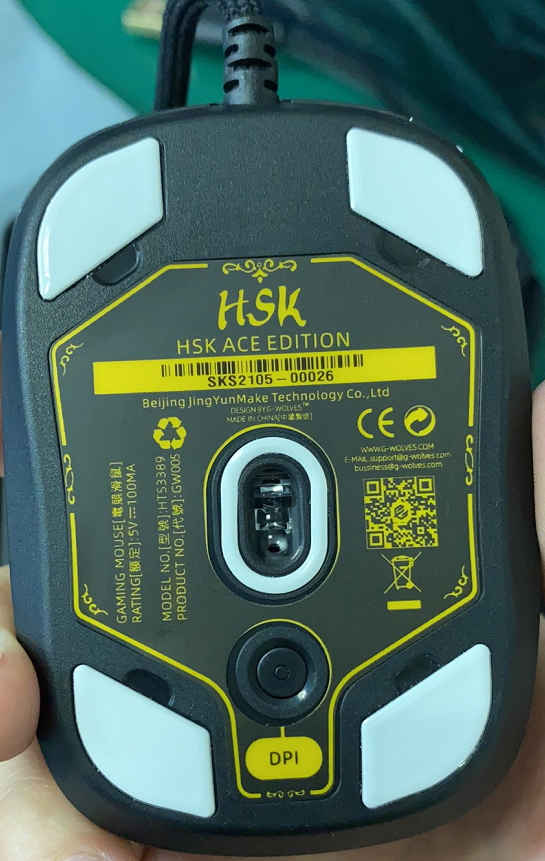 HSK
HSK ACE EDITION
SKS2105-00026
Beijing JingYunMake Technology Co.,Ltd
DESIGN BY G-WOLVES™
MADE IN CHINA[中國製造]
CE
WWW.G-WOLVES.COM
E-MAIL:support@g-wolves.com
bussiness@g-wolves.com
GAMING MOUSE[電競滑鼠]
RATING[額定]:5V⎓100MA
MODEL NO.[型號]:HTS3389
PRODUCT NO.[代號]:GW005
DPI